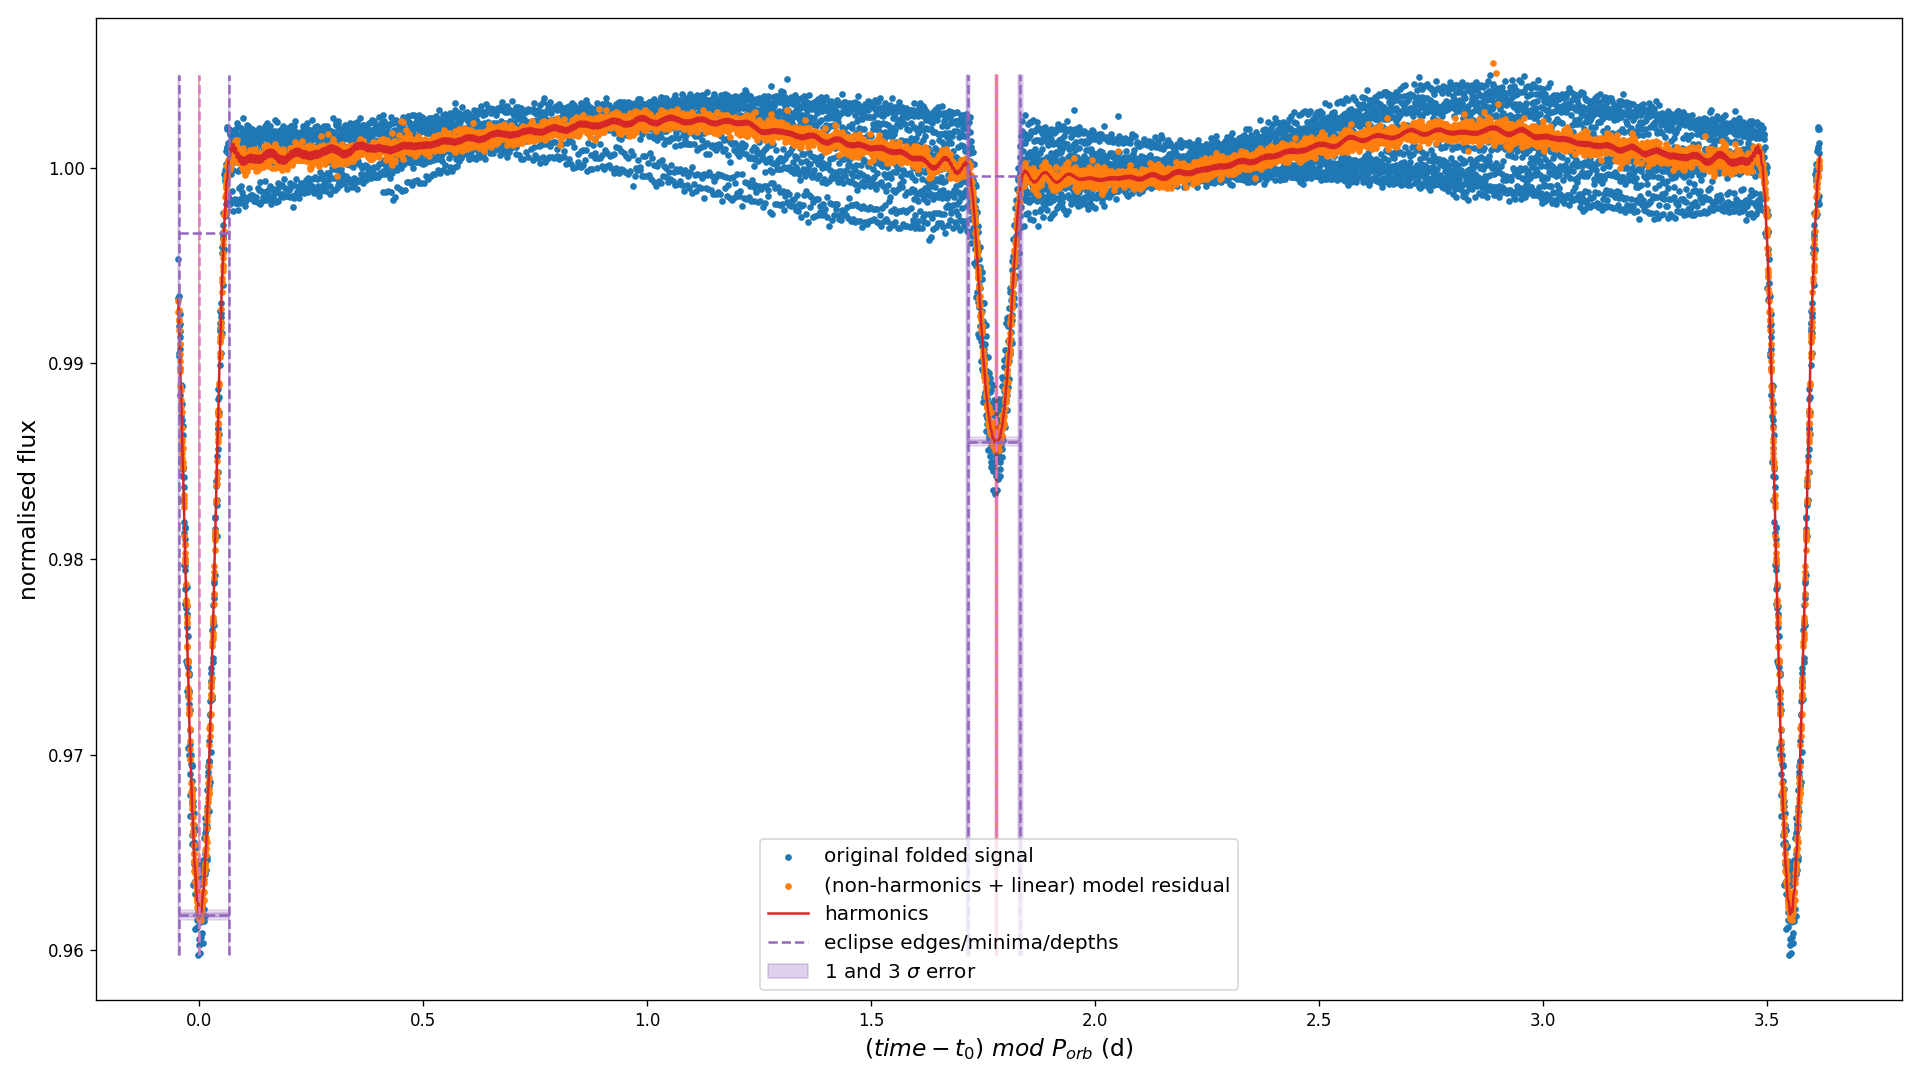 normalised flux
1.00
0.99
0.98
0.97
0.96
0.0 0.5 1.0 1.5 2.0 2.5 3.0 3.5
(time − t₀) mod P_orb (d)
original folded signal
(non-harmonics + linear) model residual
harmonics
eclipse edges/minima/depths
1 and 3 σ error